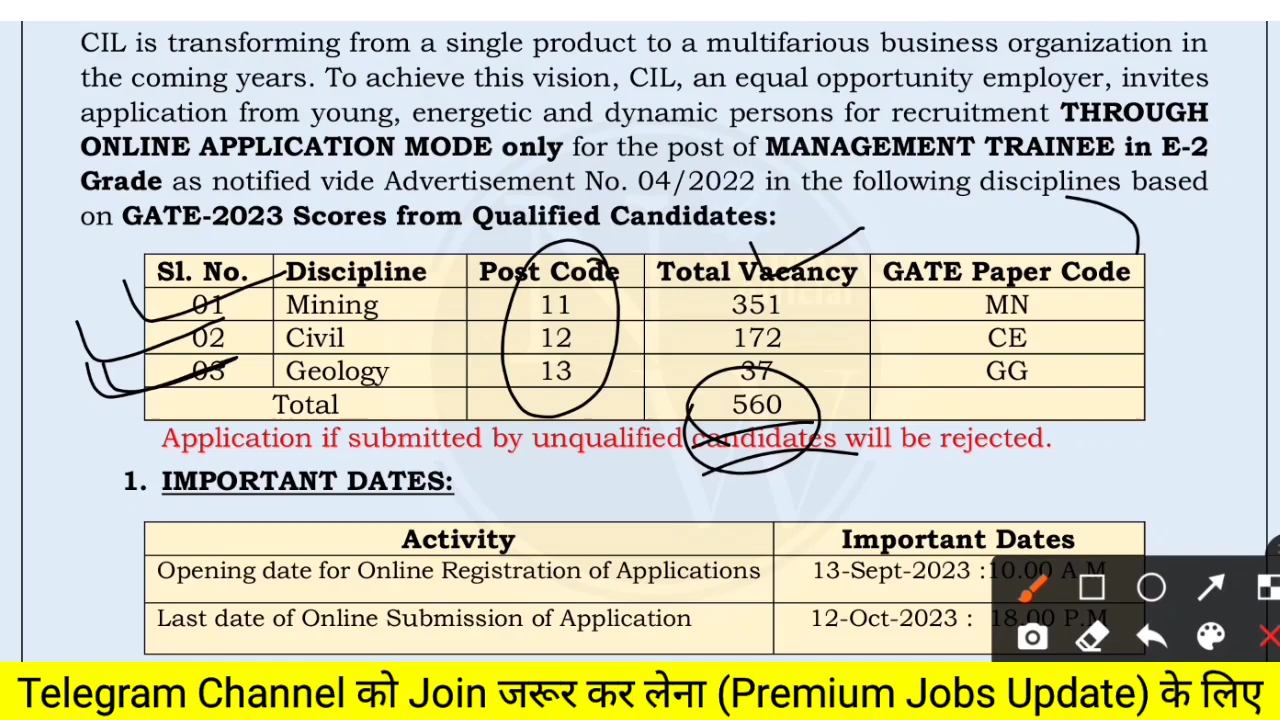 CIL is transforming from a single product to a multifarious business organization in
the coming years. To achieve this vision, CIL, an equal opportunity employer, invites
application from young, energetic and dynamic persons for recruitment THROUGH
ONLINE APPLICATION MODE only for the post of MANAGEMENT TRAINEE in E-2
Grade as notified vide Advertisement No. 04/2022 in the following disciplines based
on GATE-2023 Scores from Qualified Candidates:
Sl. No. Discipline Post Code Total Vacancy GATE Paper Code
01 Mining 11 351 MN
02 Civil 12 172 CE
03 Geology 13 37 GG
Total 560
Application if submitted by unqualified candidates will be rejected.
1. IMPORTANT DATES:
Activity Important Dates
Opening date for Online Registration of Applications 13-Sept-2023 :10.00 A.M
Last date of Online Submission of Application 12-Oct-2023 : 18.00 P.M
Telegram Channel को Join जरूर कर लेना (Premium Jobs Update) के लिए